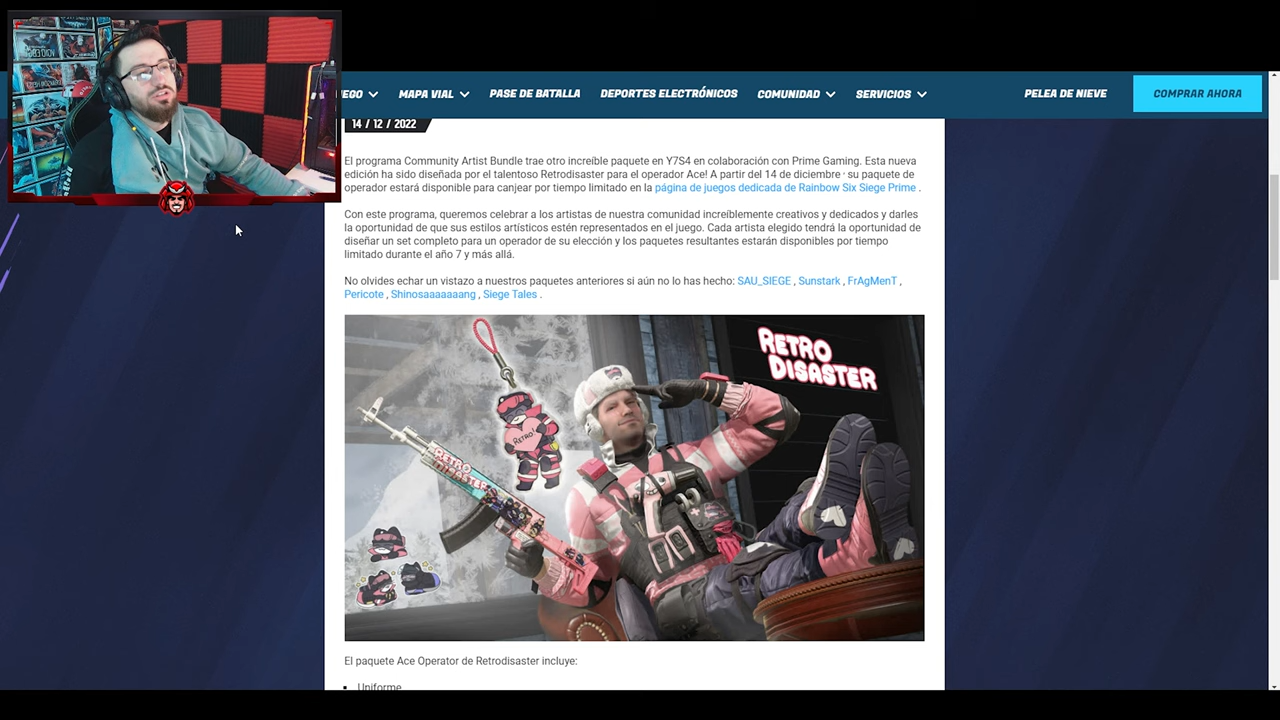 EGO
MAPA VIAL
PASE DE BATALLA
DEPORTES ELECTRÓNICOS
COMUNIDAD
SERVICIOS
PELEA DE NIEVE
COMPRAR AHORA
14 / 12 / 2022
El programa Community Artist Bundle trae otro increíble paquete en Y7S4 en colaboración con Prime Gaming. Esta nueva
edición ha sido diseñada por el talentoso Retrodisaster para el operador Ace! A partir del 14 de diciembre · su paquete de
operador estará disponible para canjear por tiempo limitado en la página de juegos dedicada de Rainbow Six Siege Prime .
Con este programa, queremos celebrar a los artistas de nuestra comunidad increíblemente creativos y dedicados y darles
la oportunidad de que sus estilos artísticos estén representados en el juego. Cada artista elegido tendrá la oportunidad de
diseñar un set completo para un operador de su elección y los paquetes resultantes estarán disponibles por tiempo
limitado durante el año 7 y más allá.
No olvides echar un vistazo a nuestros paquetes anteriores si aún no lo has hecho: SAU_SIEGE , Sunstark , FrAgMenT ,
Pericote , Shinosaaaaaaang , Siege Tales .
RETRO
DISASTER
RETRO!
RETRO
DISASTER
El paquete Ace Operator de Retrodisaster incluye:
Uniforme